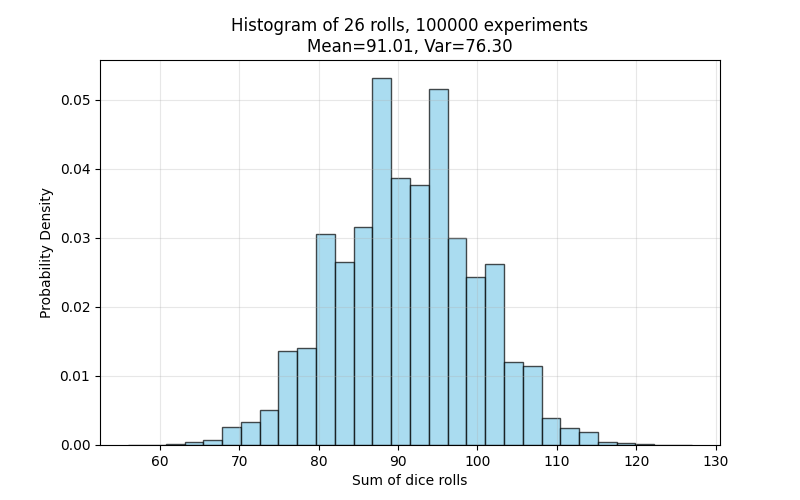 Histogram of 26 rolls, 100000 experiments
Mean=91.01, Var=76.30
Probability Density
0.05
0.04
0.03
0.02
0.01
0.00
60 70 80 90 100 110 120 130
Sum of dice rolls